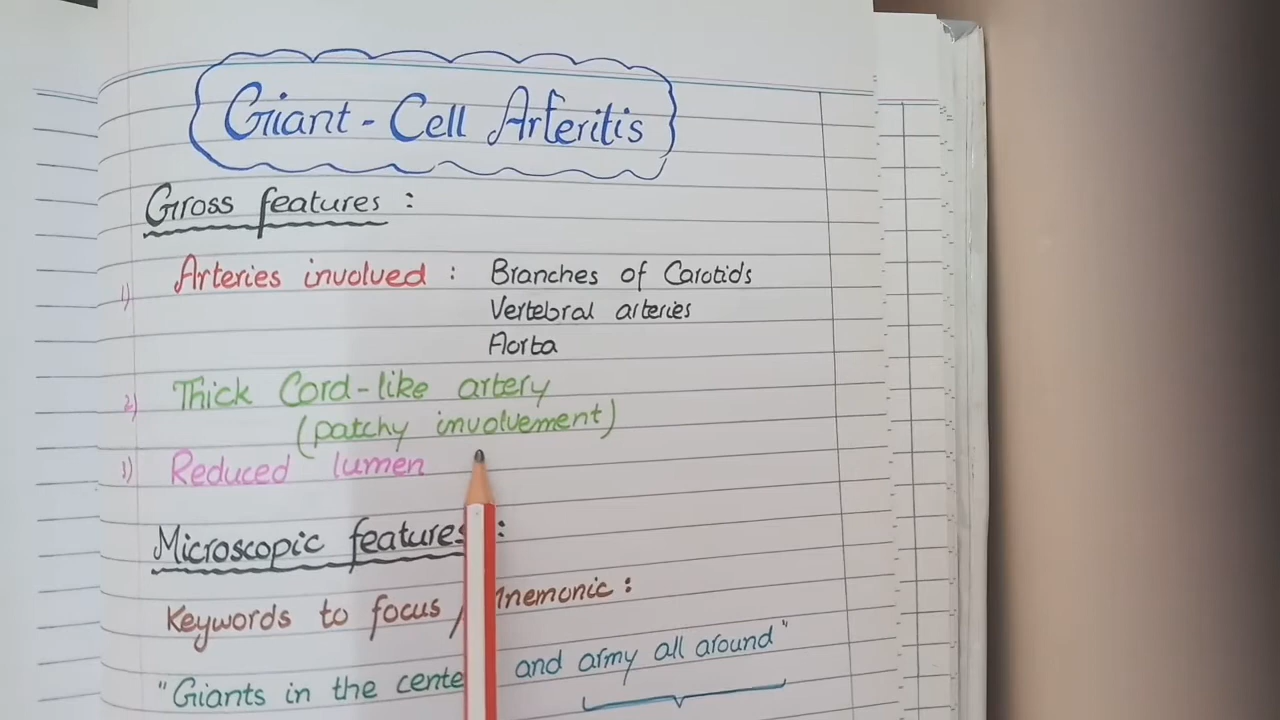 Giant-Cell Arteritis
Gross features :
1) Arteries involved : Branches of Carotids
Vertebral arteries
Aorta
2) Thick Cord-like artery
(patchy involvement)
3) Reduced lumen
Microscopic features :
Keywords to focus / mnemonic :
"Giants in the cente and army all around"